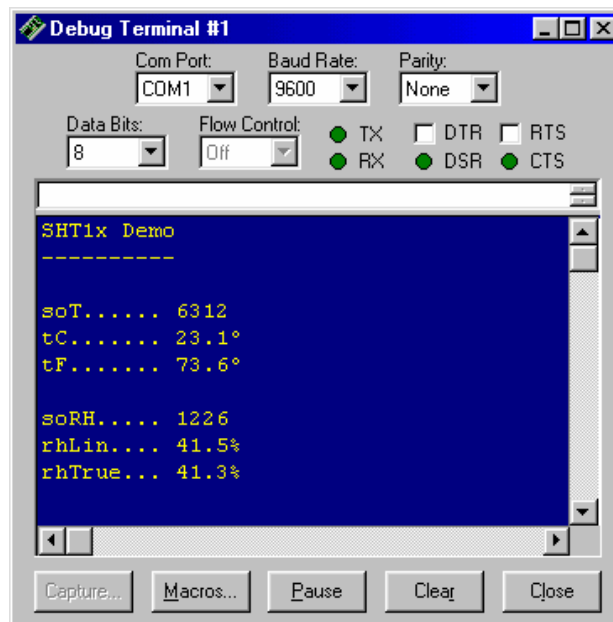 Debug Terminal #1
Com Port: Baud Rate: Parity:
COM1 9600 None
Data Bits: Flow Control: TX DTR RTS
8 Off RX DSR CTS
SHT1x Demo
----------
soT...... 6312
tC....... 23.1°
tF....... 73.6°
soRH..... 1226
rhLin.... 41.5%
rhTrue... 41.3%
Capture... Macros... Pause Clear Close